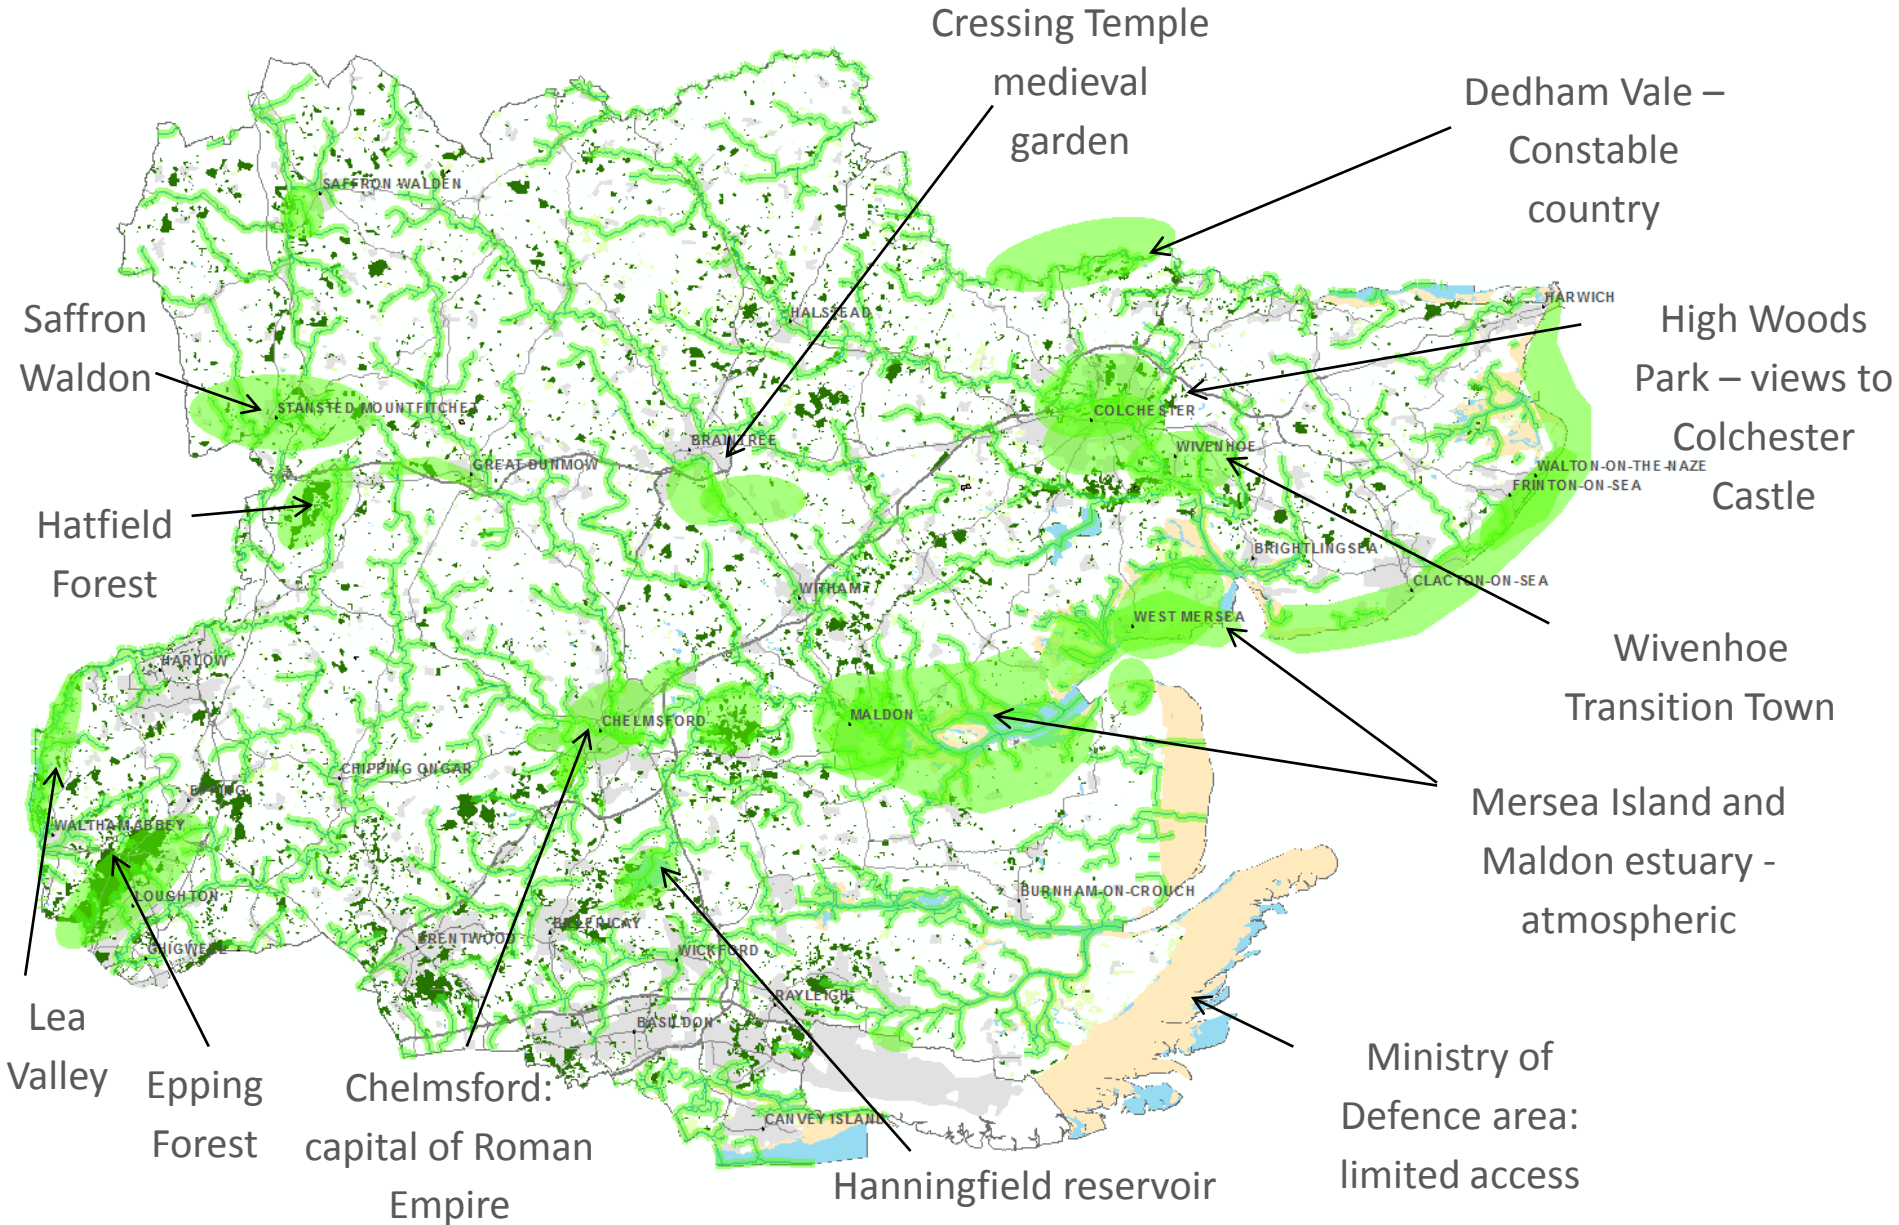 Cressing Temple
medieval
garden
Dedham Vale –
Constable
country
SAFFRON WALDEN
Saffron
Waldon
HALSTEAD
HARWICH
High Woods
Park – views to
Colchester
Castle
STANSTED MOUNTFITCHET
COLCHESTER
BRAINTREE
WIVENHOE
GREAT DUNMOW
WALTON-ON-THE-NAZE
FRINTON-ON-SEA
Hatfield
Forest
BRIGHTLINGSEA
WITHAM
CLACTON-ON-SEA
WEST MERSEA
Wivenhoe
Transition Town
HARLOW
CHELMSFORD
MALDON
CHIPPING ONGAR
EPPING
WALTHAM ABBEY
Mersea Island and
Maldon estuary -
atmospheric
LOUGHTON
BURNHAM-ON-CROUCH
CHIGWELL
BRENTWOOD
BILLERICAY
WICKFORD
RAYLEIGH
BASILDON
CANVEY ISLAND
Lea
Valley
Epping
Forest
Chelmsford:
capital of Roman
Empire
Hanningfield reservoir
Ministry of
Defence area:
limited access